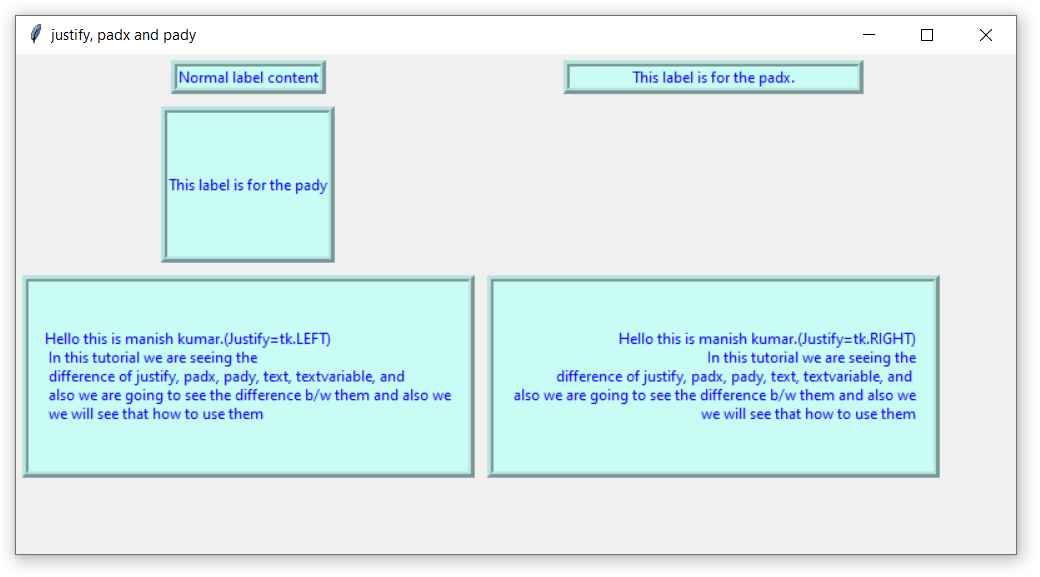 justify, padx and pady
Normal label content
This label is for the padx.
This label is for the pady
Hello this is manish kumar.(Justify=tk.LEFT)
In this tutorial we are seeing the
difference of justify, padx, pady, text, textvariable, and
also we are going to see the difference b/w them and also we
we will see that how to use them
Hello this is manish kumar.(Justify=tk.RIGHT)
In this tutorial we are seeing the
difference of justify, padx, pady, text, textvariable, and
also we are going to see the difference b/w them and also we
we will see that how to use them